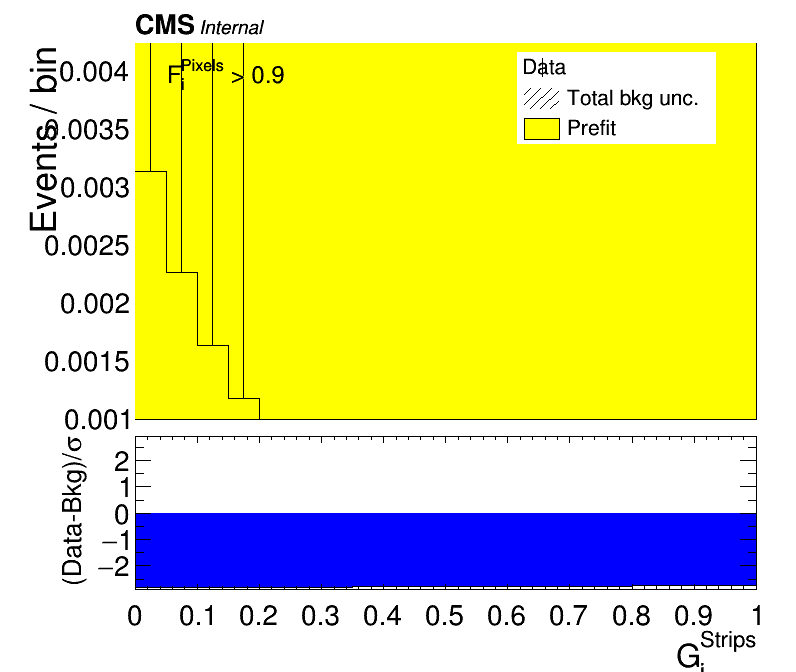 CMS Internal
F_i^Pixels > 0.9
Data
Total bkg unc.
Prefit
Events / bin
0.004
0.0035
0.003
0.0025
0.002
0.0015
0.001
(Data-Bkg)/σ
2
1
0
−1
−2
0 0.1 0.2 0.3 0.4 0.5 0.6 0.7 0.8 0.9 1
G_i^Strips